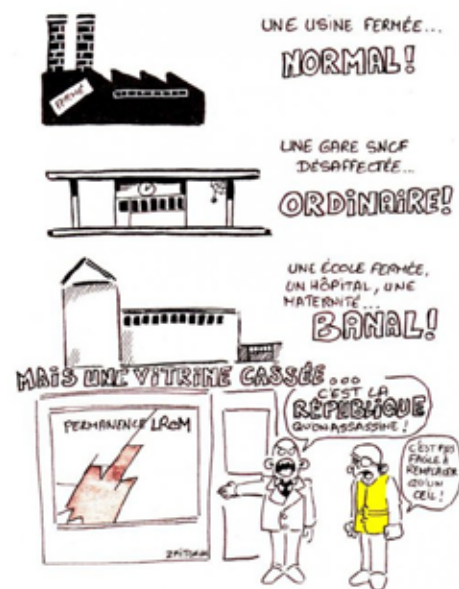 UNE USINE FERMÉE...
NORMAL!
FERMÉ
UNE GARE SNCF
DÉSAFFECTÉE...
ORDINAIRE!
UNE ÉCOLE FERMÉE,
UN HÔPITAL, UNE
MATERNITÉ...
BANAL!
MAIS UNE VITRINE CASSÉE...
PERMANENCE LREM
C'EST LA
RÉPUBLIQUE
QU'ON ASSASSINE!
C'EST PLUS
FACILE À
REMPLACER
QU'UN
ŒIL!